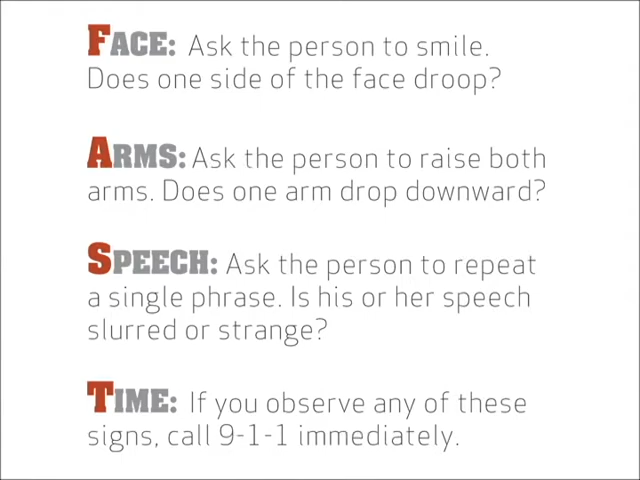 FACE: Ask the person to smile.
Does one side of the face droop?
ARMS: Ask the person to raise both
arms. Does one arm drop downward?
SPEECH: Ask the person to repeat
a single phrase. Is his or her speech
slurred or strange?
TIME: If you observe any of these
signs, call 9-1-1 immediately.